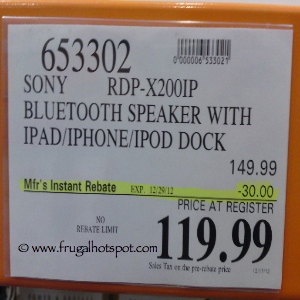 653302
0000006533021
SONY RDP-X200IP
BLUETOOTH SPEAKER WITH
IPAD/IPHONE/IPOD DOCK
149.99
Mfr's Instant Rebate EXP. 12/29/12 -30.00
PRICE AT REGISTER
NO
REBATE LIMIT
119.99
www.frugalhotspot.com
Sales Tax on the pre-rebate price